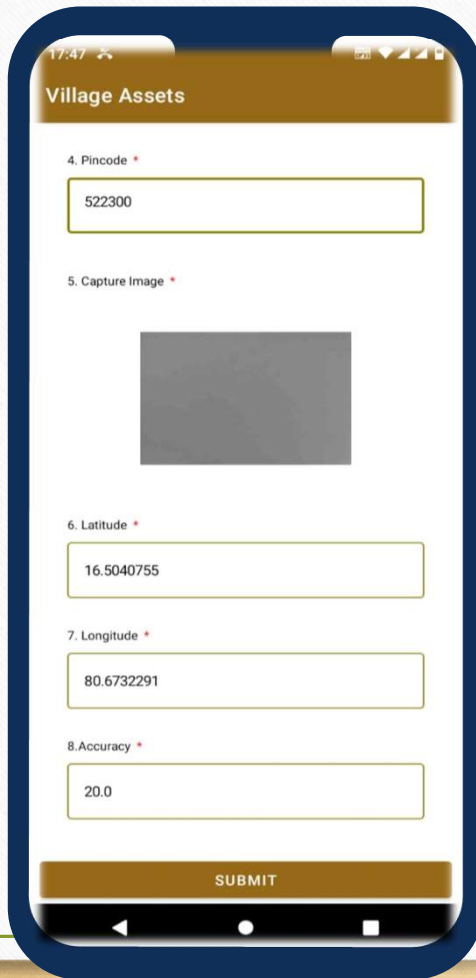 17:47
Village Assets
4. Pincode *
522300
5. Capture Image *
6. Latitude *
16.5040755
7. Longitude *
80.6732291
8.Accuracy *
20.0
SUBMIT